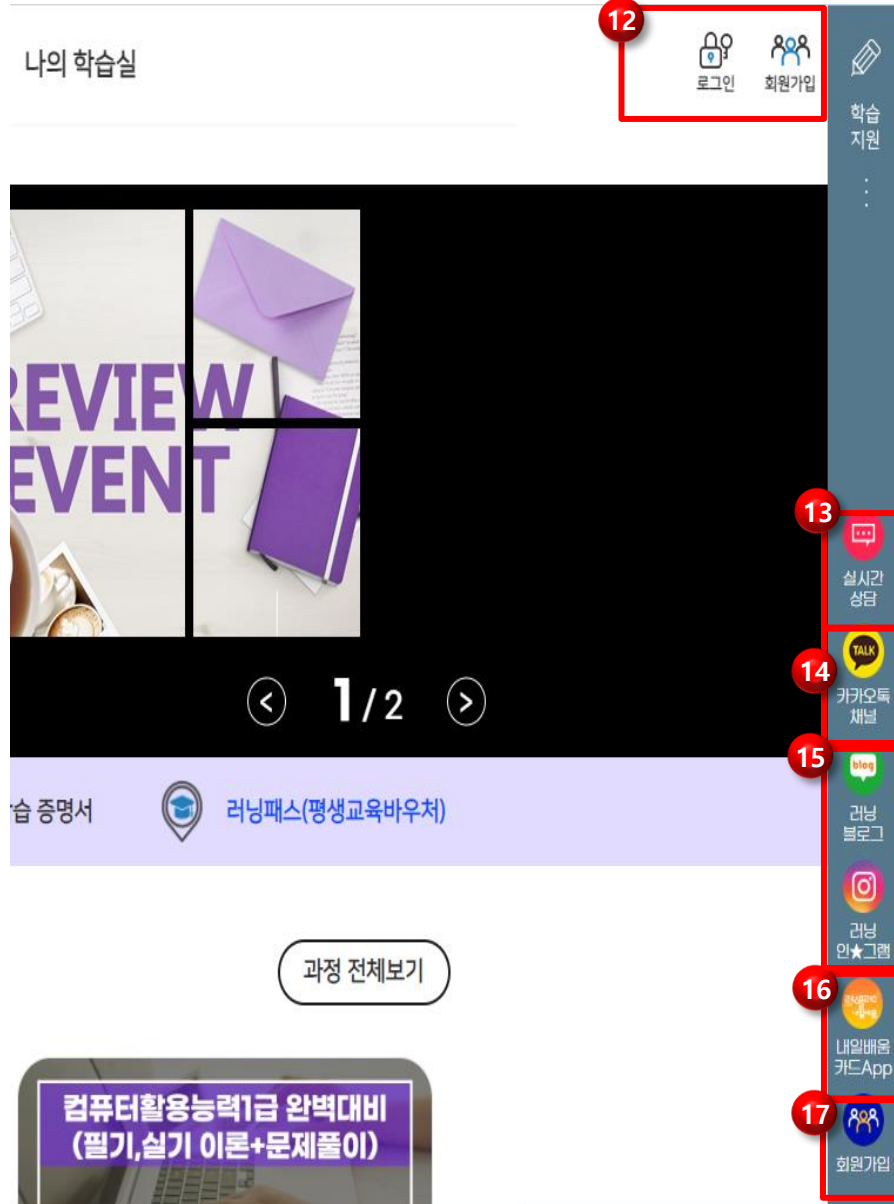 12
나의 학습실
로그인
회원가입
학습
지원
REVIEW
EVENT
13
실시간
상담
TALK
14
카카오톡
채널
1/2
15
blog
러닝
블로그
습 증명서
러닝패스(평생교육바우처)
러닝
인★그램
과정 전체보기
16
내일배움
카드App
컴퓨터활용능력1급 완벽대비
(필기,실기 이론+문제풀이)
17
회원가입